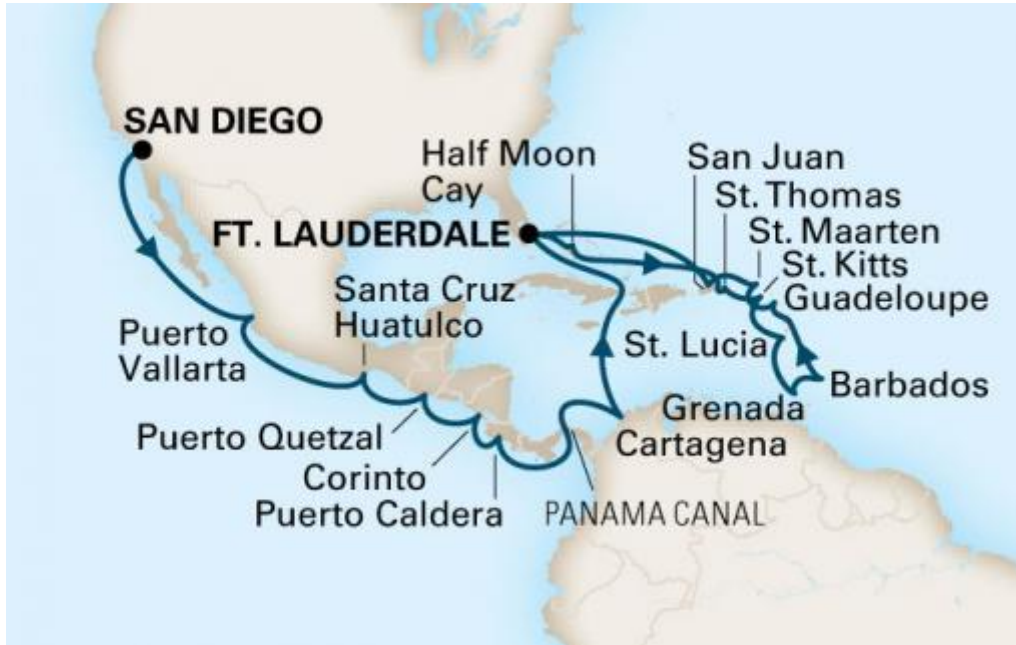 SAN DIEGO
Half Moon
Cay
San Juan
St. Thomas
FT. LAUDERDALE
St. Maarten
St. Kitts
Guadeloupe
Santa Cruz
Huatulco
Puerto
Vallarta
St. Lucia
Barbados
Grenada
Puerto Quetzal
Cartagena
Corinto
Puerto Caldera
PANAMA CANAL